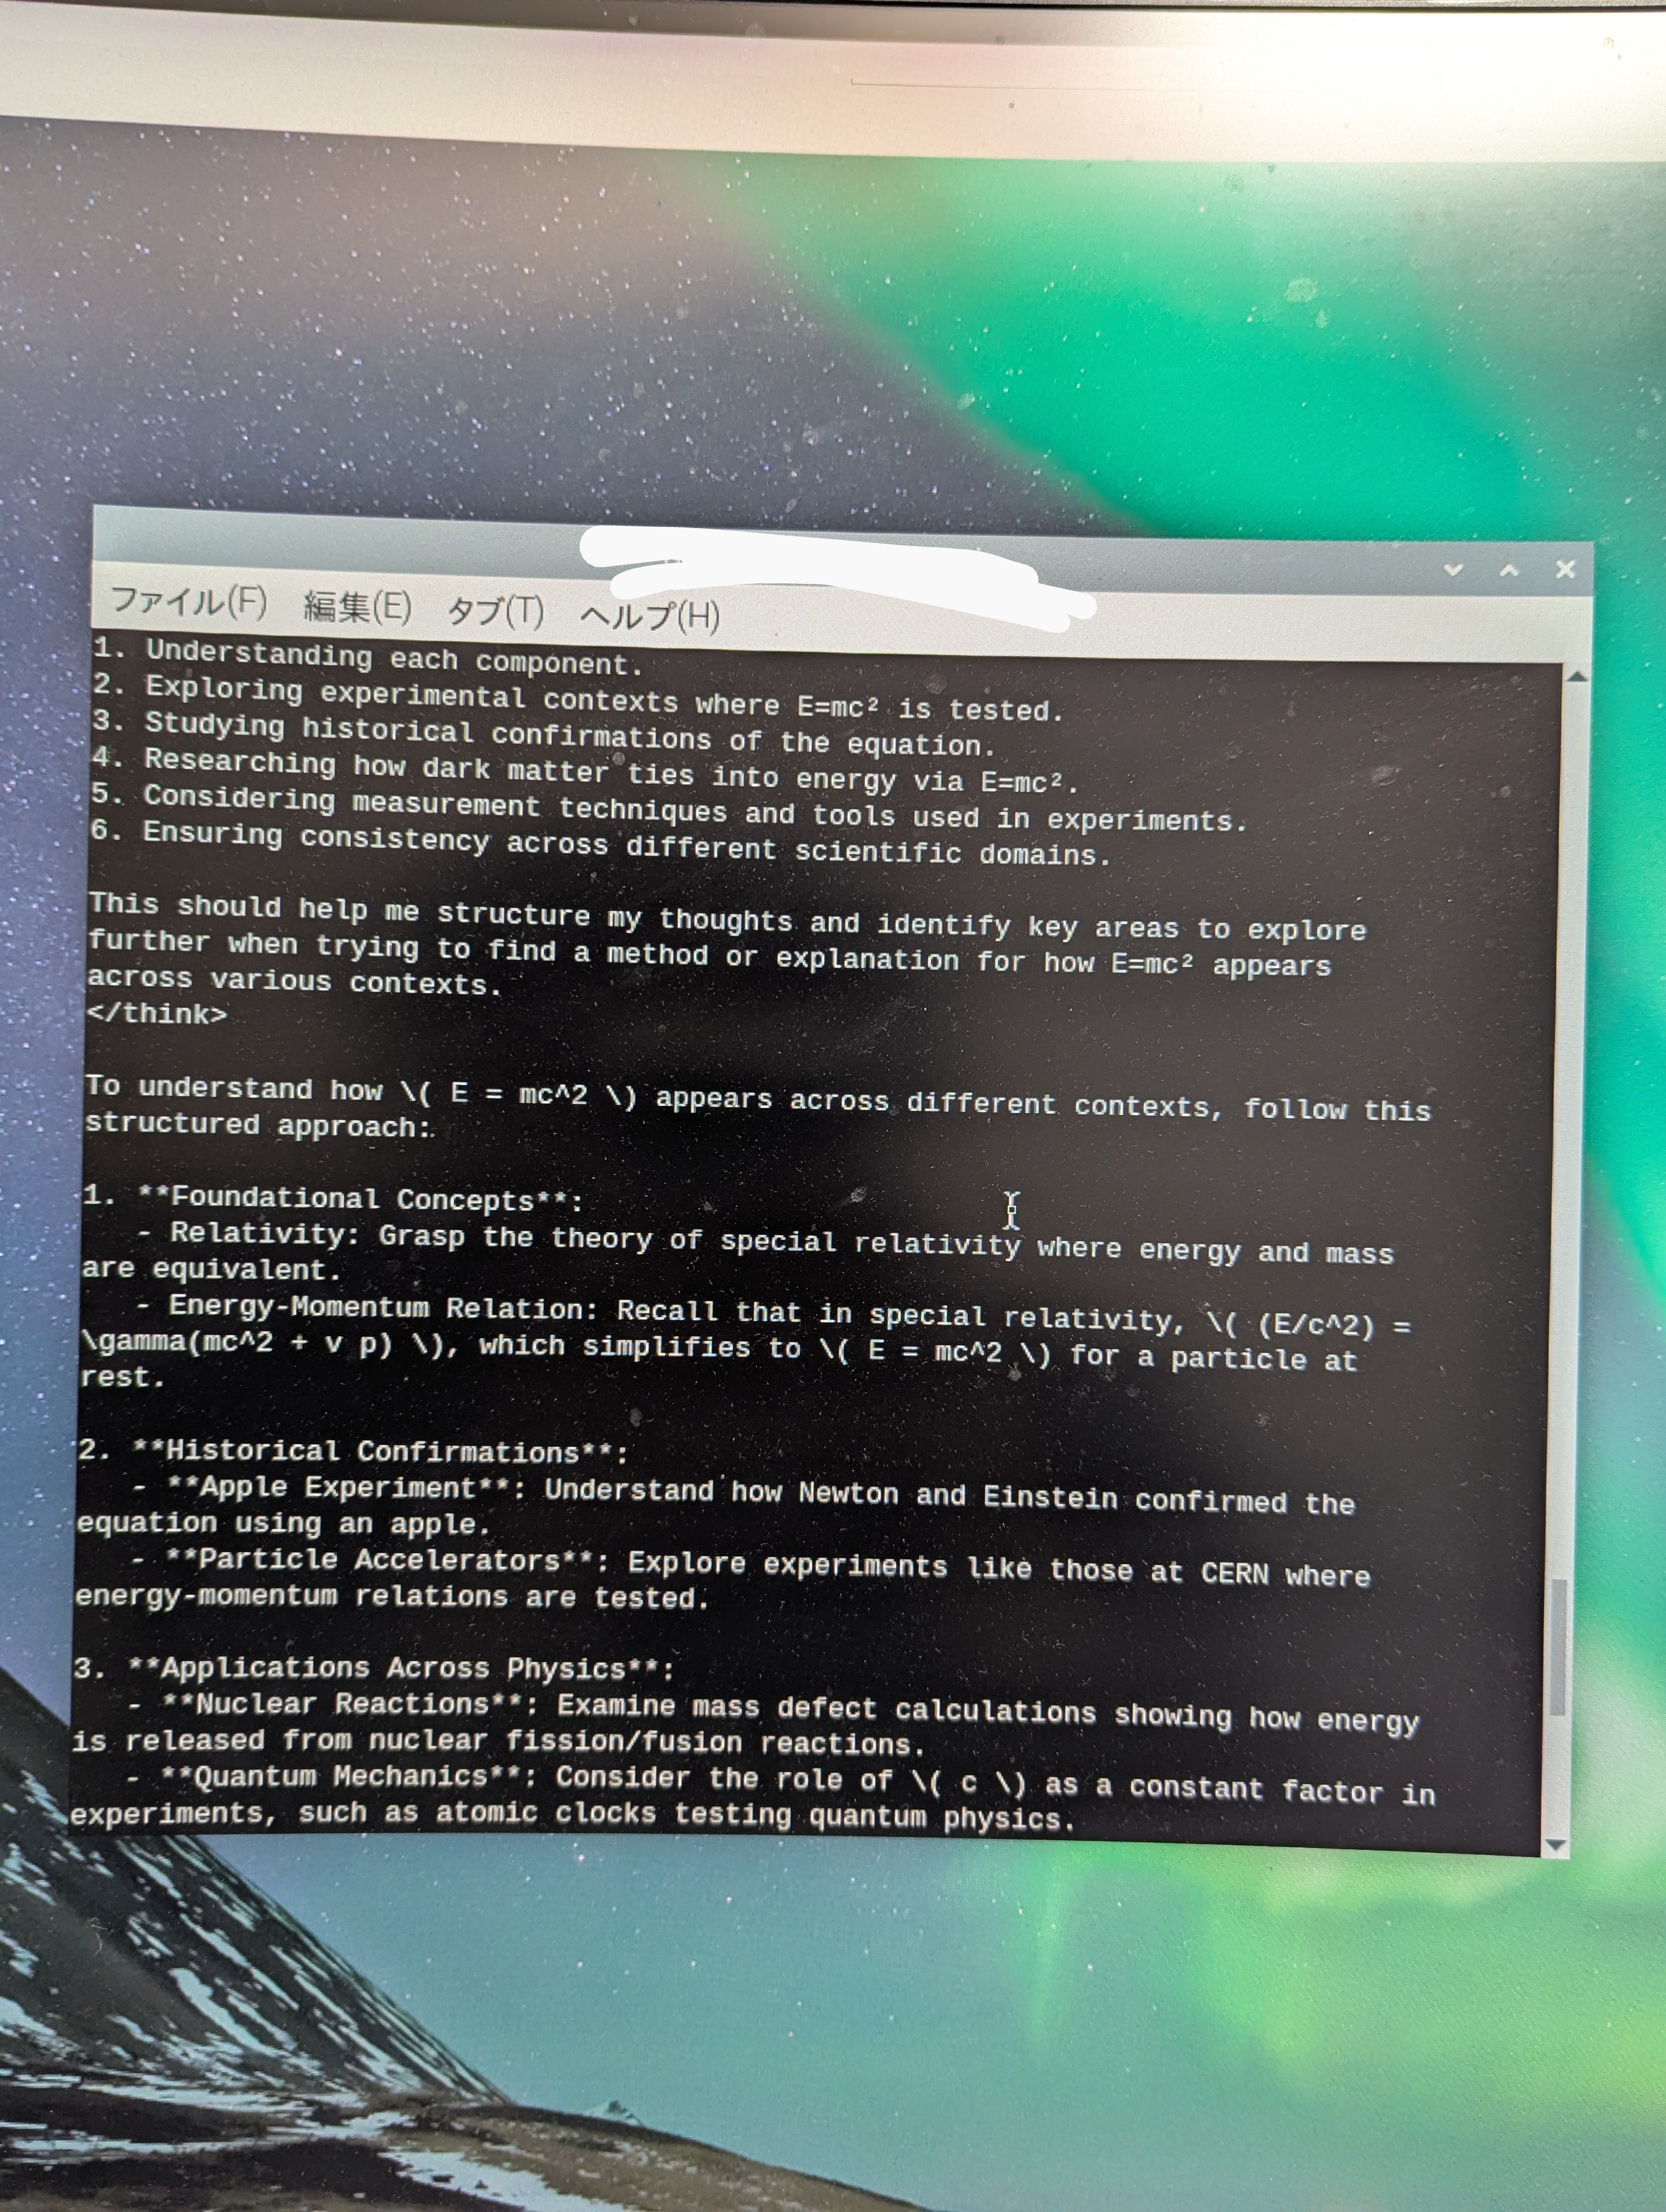 ファイル(F) 編集(E) タブ(T) ヘルプ(H)
1. Understanding each component.
2. Exploring experimental contexts where E=mc² is tested.
3. Studying historical confirmations of the equation.
4. Researching how dark matter ties into energy via E=mc².
5. Considering measurement techniques and tools used in experiments.
6. Ensuring consistency across different scientific domains.
This should help me structure my thoughts and identify key areas to explore
further when trying to find a method or explanation for how E=mc² appears
across various contexts.
</think>
To understand how \( E = mc^2 \) appears across different contexts, follow this
structured approach:
1. **Foundational Concepts**:
- Relativity: Grasp the theory of special relativity where energy and mass
are equivalent.
- Energy-Momentum Relation: Recall that in special relativity, \( (E/c^2) =
\gamma(mc^2 + v p) \), which simplifies to \( E = mc^2 \) for a particle at
rest.
2. **Historical Confirmations**:
- **Apple Experiment**: Understand how Newton and Einstein confirmed the
equation using an apple.
- **Particle Accelerators**: Explore experiments like those at CERN where
energy-momentum relations are tested.
3. **Applications Across Physics**:
- **Nuclear Reactions**: Examine mass defect calculations showing how energy
is released from nuclear fission/fusion reactions.
- **Quantum Mechanics**: Consider the role of \( c \) as a constant factor in
experiments, such as atomic clocks testing quantum physics.